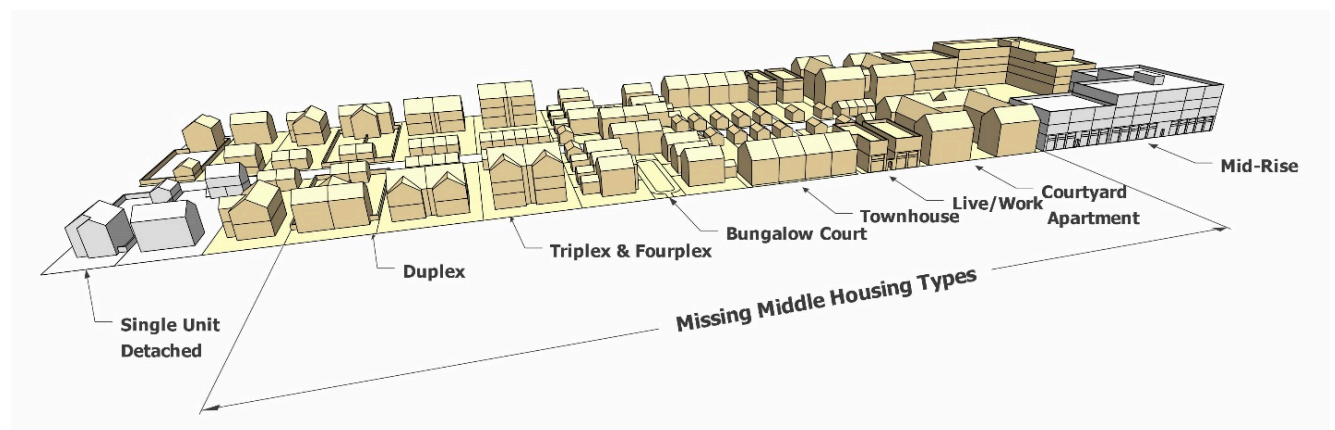 Single Unit
Detached
Duplex
Triplex & Fourplex
Bungalow Court
Townhouse
Live/Work
Courtyard
Apartment
Mid-Rise
Missing Middle Housing Types